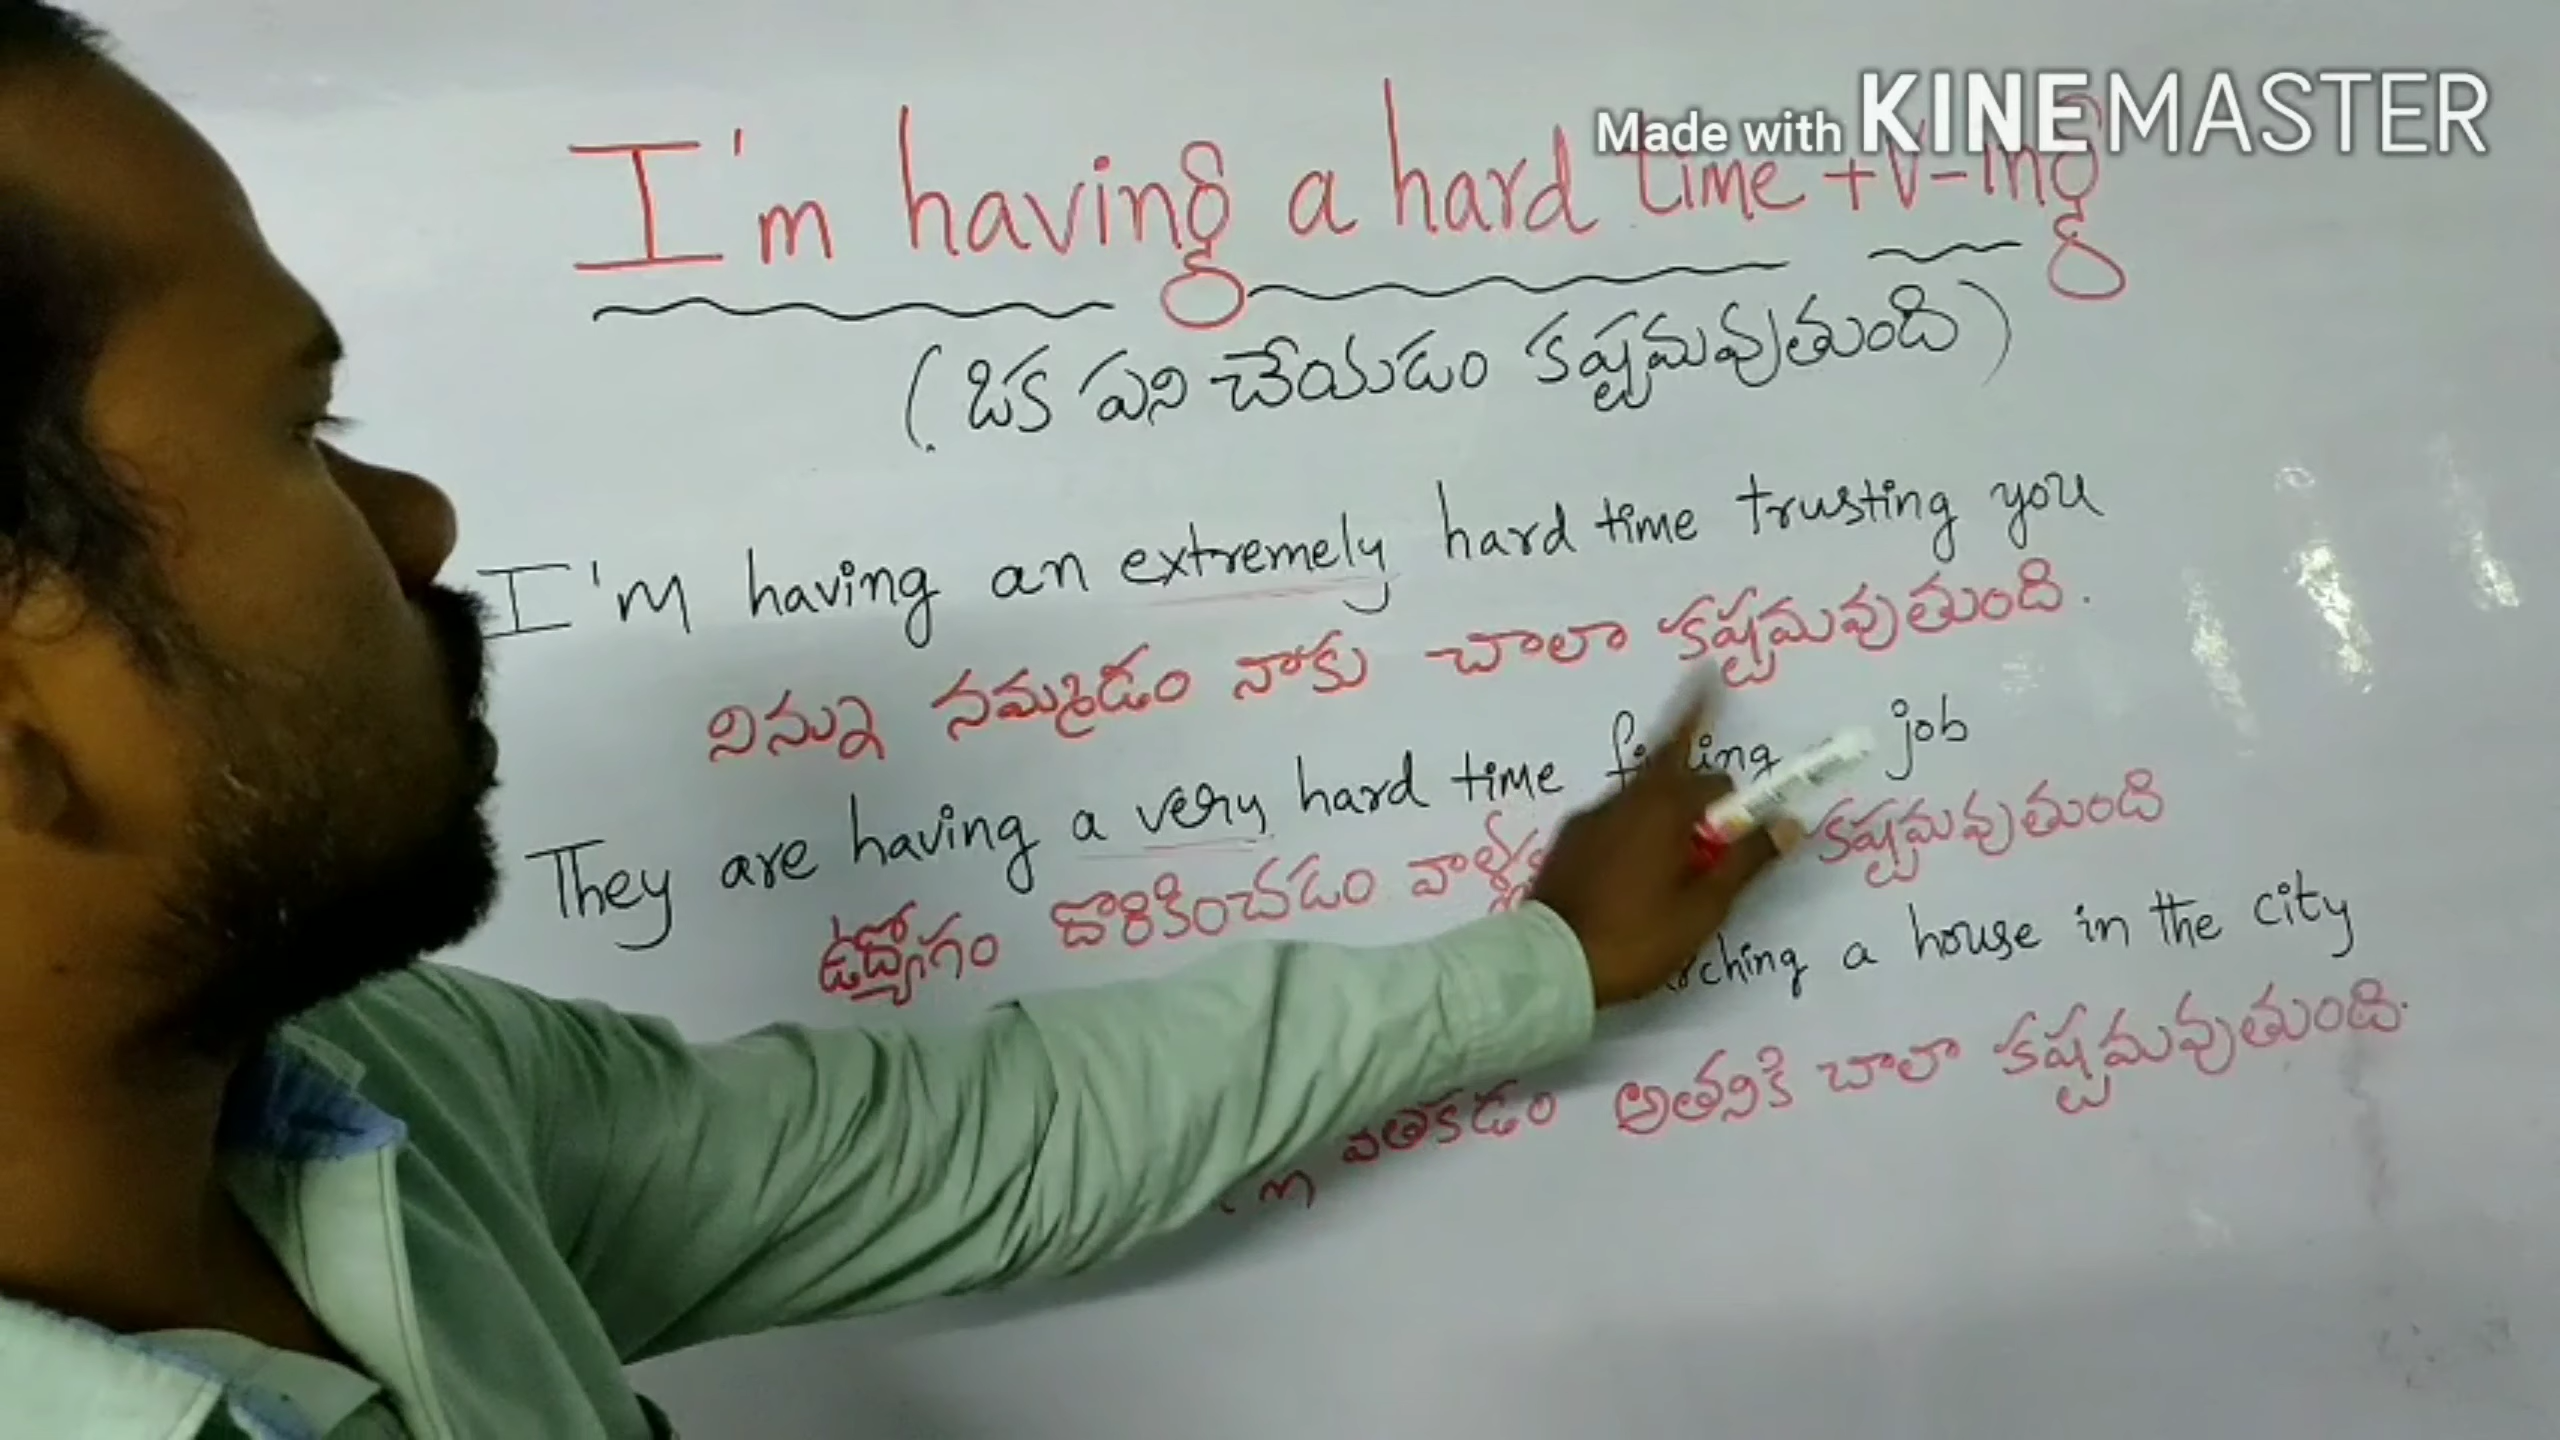 Made with KINEMASTER
I'm having a hard time +V-ing
(ఒక పని చేయడం కష్టమవుతుంది)
I'm having an extremely hard time trusting you
నిన్ను నమ్మడం నాకు చాలా కష్టమవుతుంది.
They are having a very hard time job
ఉద్యోగం దొరికించడం కష్టమవుతుంది
a house in the city
వెతకడం అతనికి చాలా కష్టమవుతుంది.